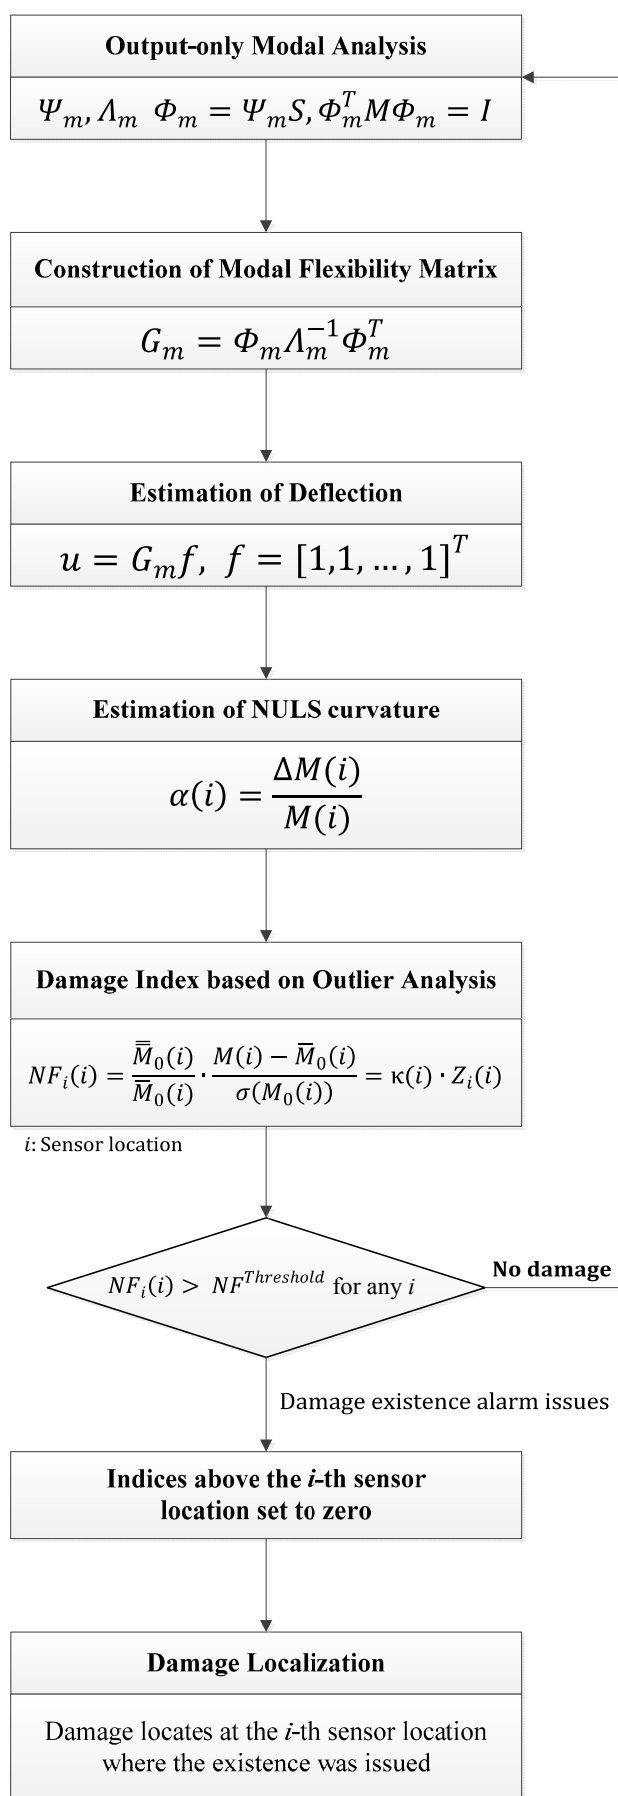 Output-only Modal Analysis
Ψₘ, Λₘ Φₘ = ΨₘS, Φₘᵀ MΦₘ = I
Construction of Modal Flexibility Matrix
Gₘ = ΦₘΛₘ⁻¹Φₘᵀ
Estimation of Deflection
u = Gₘf, f = [1,1, … , 1]ᵀ
Estimation of NULS curvature
α(i) = ΔM(i) / M(i)
Damage Index based on Outlier Analysis
NFᵢ(i) = M̿̄₀(i) / M̄₀(i) · (M(i) − M̄₀(i)) / σ(M₀(i)) = κ(i) · Zᵢ(i)
i: Sensor location
NFᵢ(i) > NF^Threshold for any i
No damage
Damage existence alarm issues
Indices above the i-th sensor
location set to zero
Damage Localization
Damage locates at the i-th sensor location
where the existence was issued